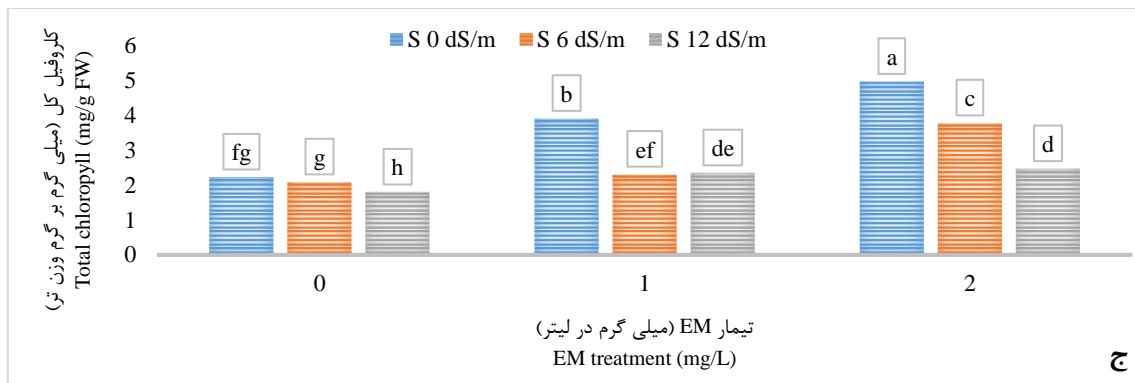 کلروفیل کل (میلی گرم بر گرم وزن تر)
Total chloropyll (mg/g FW)
S 0 dS/m S 6 dS/m S 12 dS/m
6
5
4
3
2
1
0
fg g h
b ef de
a c d
0 1 2
تیمار EM (میلی گرم در لیتر)
EM treatment (mg/L)
ج